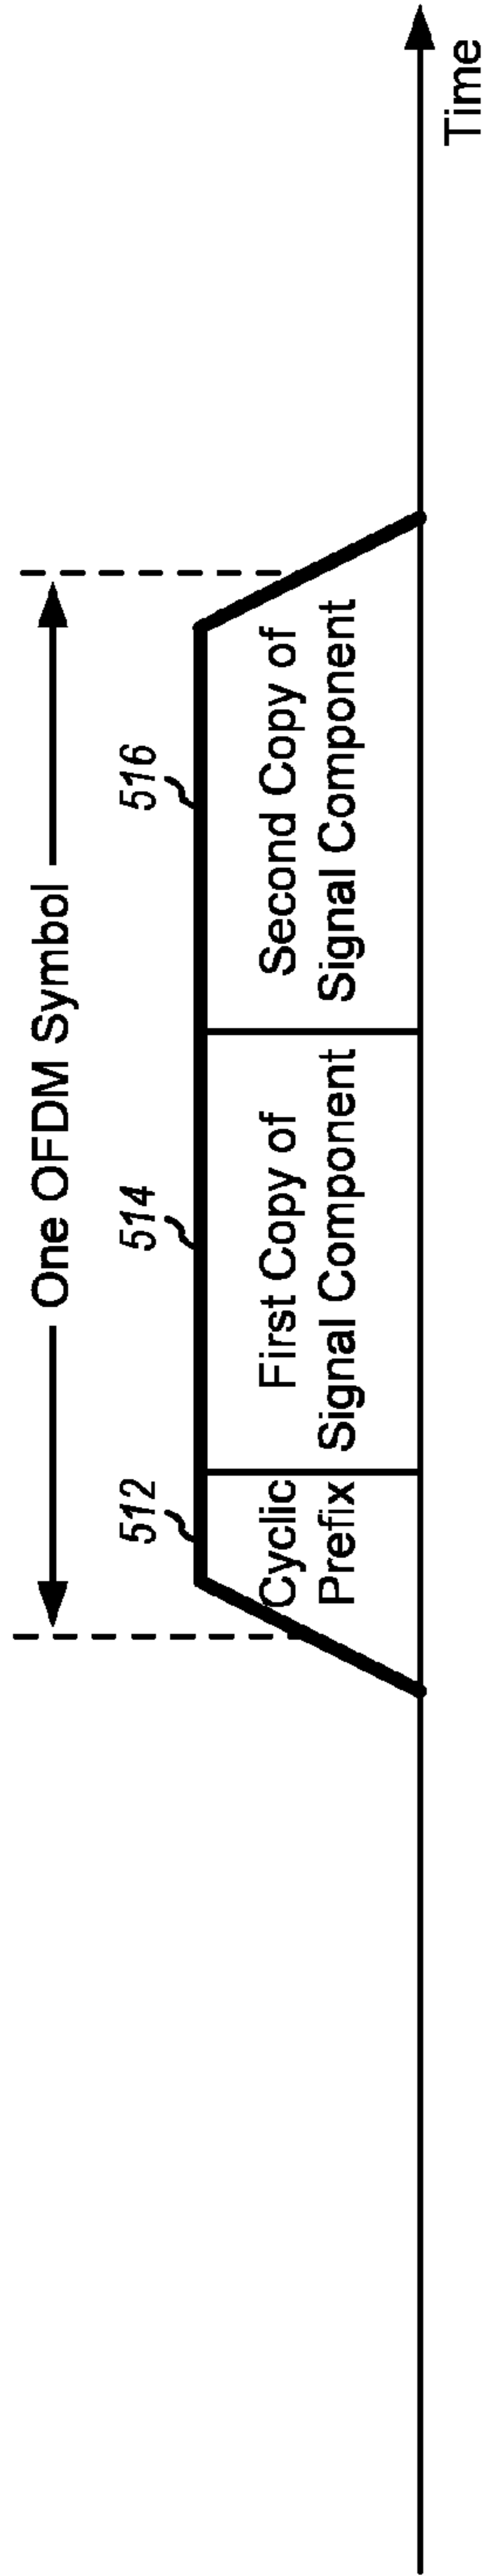 One OFDM Symbol
512
514
516
Cyclic
Prefix
First Copy of
Signal Component
Second Copy of
Signal Component
Time